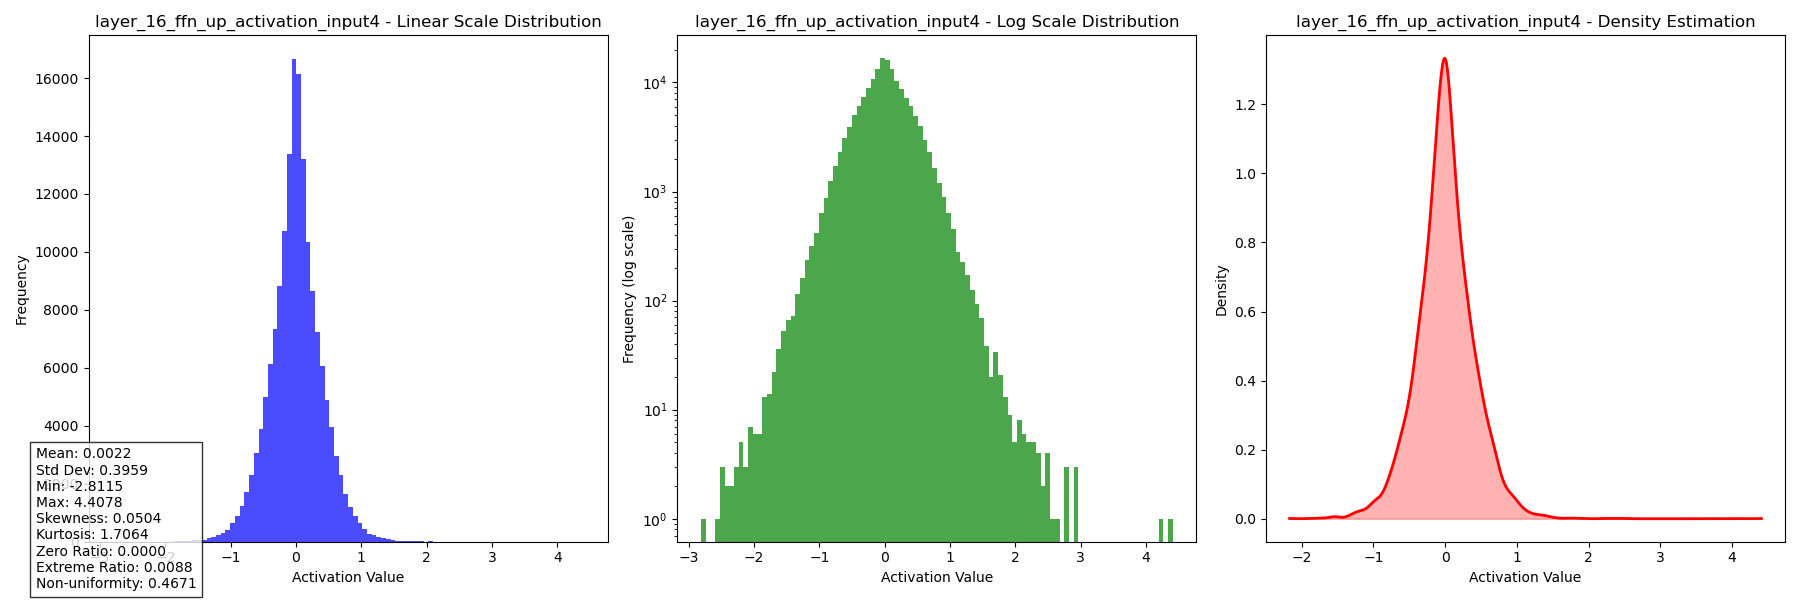 layer_16_ffn_up_activation_input4 - Linear Scale Distribution
16000
14000
12000
10000
8000
6000
4000
Frequency
−1
0
1
2
3
4
Activation Value
Mean: 0.0022
Std Dev: 0.3959
Min: -2.8115
Max: 4.4078
Skewness: 0.0504
Kurtosis: 1.7064
Zero Ratio: 0.0000
Extreme Ratio: 0.0088
Non-uniformity: 0.4671
layer_16_ffn_up_activation_input4 - Log Scale Distribution
10⁴
10³
10²
10¹
10⁰
Frequency (log scale)
−3
−2
−1
0
1
2
3
4
Activation Value
layer_16_ffn_up_activation_input4 - Density Estimation
1.2
1.0
0.8
0.6
0.4
0.2
0.0
Density
−2
−1
0
1
2
3
4
Activation Value